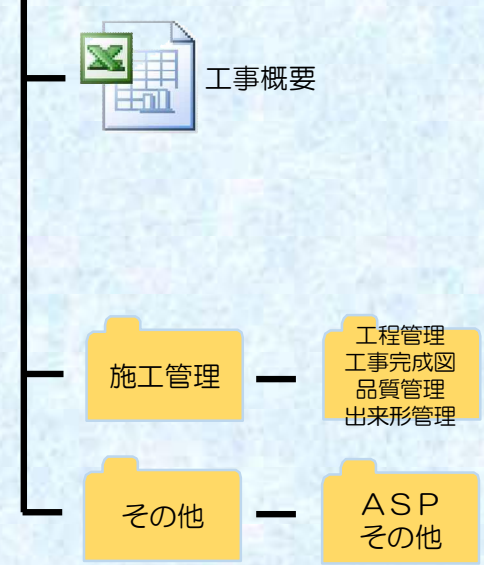 工事概要
施工管理
工程管理
工事完成図
品質管理
出来形管理
その他
ＡＳＰ
その他